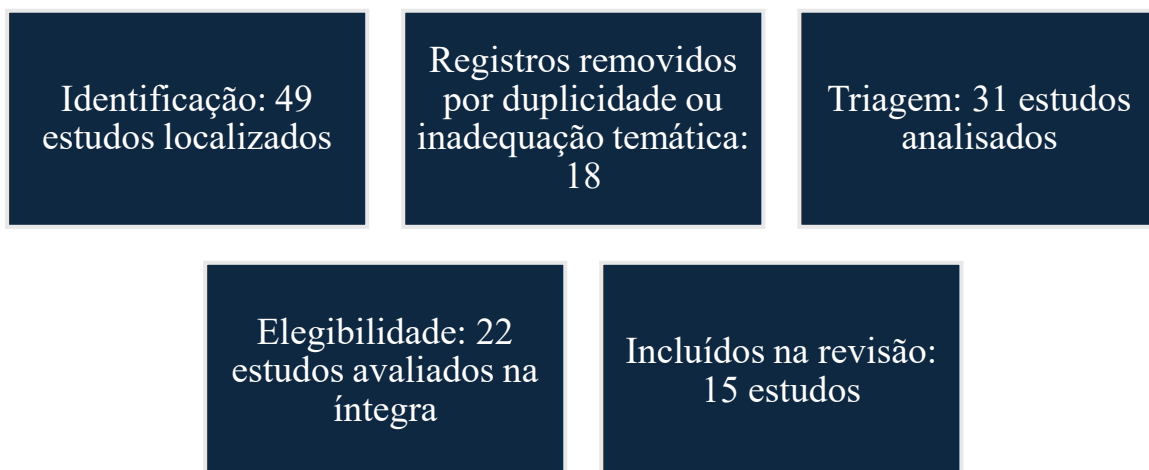 Identificação: 49
estudos localizados
Registros removidos
por duplicidade ou
inadequação temática:
18
Triagem: 31 estudos
analisados
Elegibilidade: 22
estudos avaliados na
íntegra
Incluídos na revisão:
15 estudos